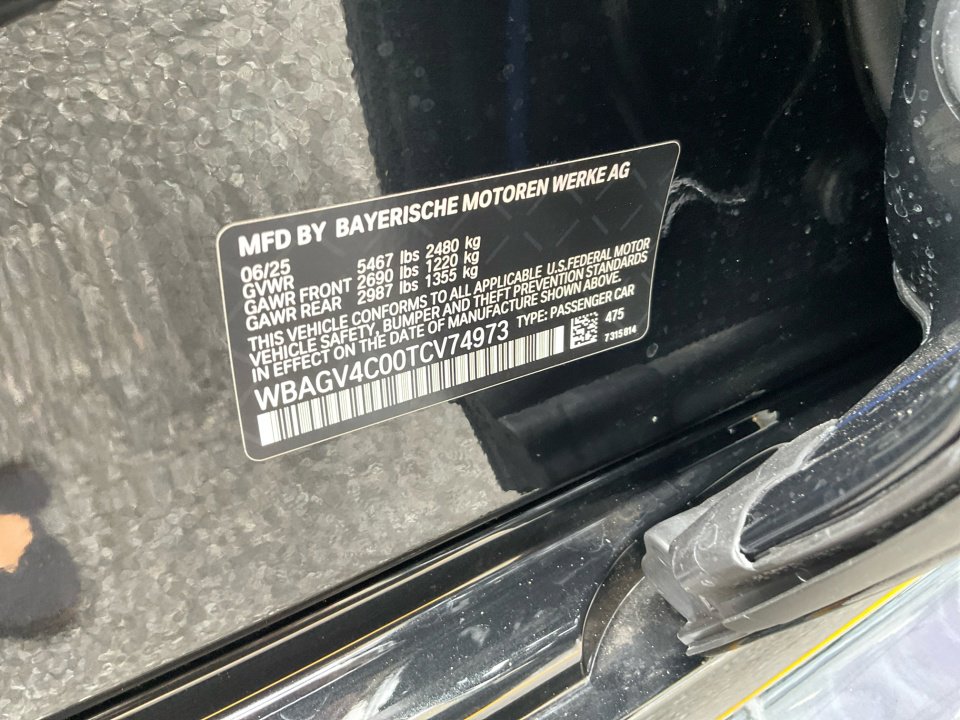 MFD BY BAYERISCHE MOTOREN WERKE AG
06/25
GVWR 5467 lbs 2480 kg
GAWR FRONT 2690 lbs 1220 kg
GAWR REAR 2987 lbs 1355 kg
THIS VEHICLE CONFORMS TO ALL APPLICABLE U.S.FEDERAL MOTOR
VEHICLE SAFETY, BUMPER AND THEFT PREVENTION STANDARDS
IN EFFECT ON THE DATE OF MANUFACTURE SHOWN ABOVE.
WBAGV4C00TCV74973 TYPE: PASSENGER CAR
475
7315814